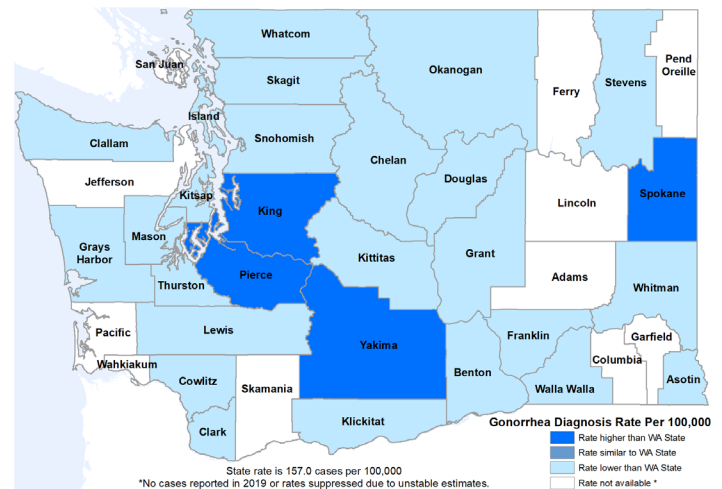 Whatcom
San Juan
Skagit
Okanogan
Ferry
Stevens
Pend
Oreille
Island
Clallam
Snohomish
Chelan
Douglas
Jefferson
Kitsap
King
Lincoln
Spokane
Mason
Grays
Harbor
Pierce
Kittitas
Grant
Adams
Thurston
Whitman
Pacific
Lewis
Yakima
Franklin
Garfield
Columbia
Wahkiakum
Cowlitz
Skamania
Benton
Walla Walla
Asotin
Clark
Klickitat
Gonorrhea Diagnosis Rate Per 100,000
Rate higher than WA State
Rate similar to WA State
Rate lower than WA State
Rate not available *
State rate is 157.0 cases per 100,000
*No cases reported in 2019 or rates suppressed due to unstable estimates.